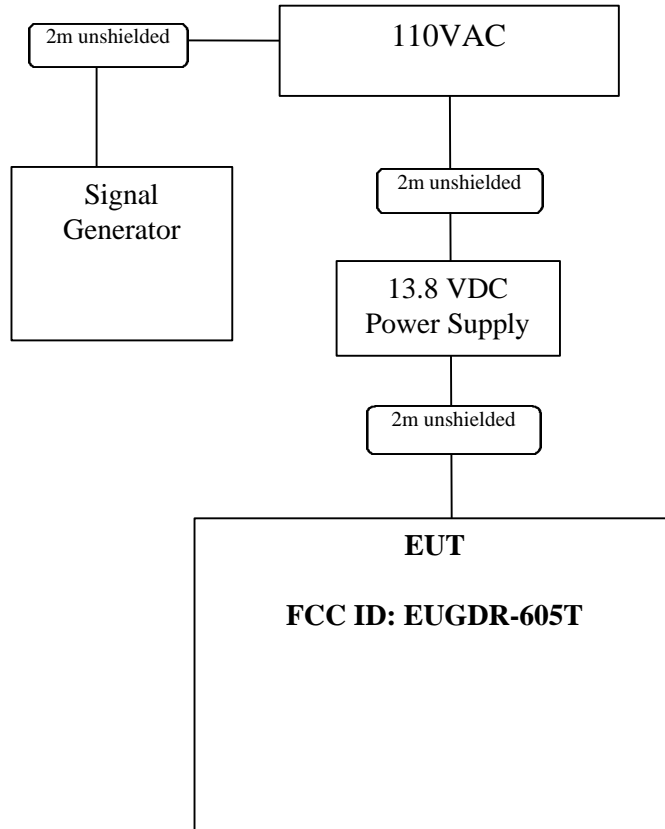 2m unshielded
110VAC
Signal
Generator
2m unshielded
13.8 VDC
Power Supply
2m unshielded
EUT
FCC ID: EUGDR-605T